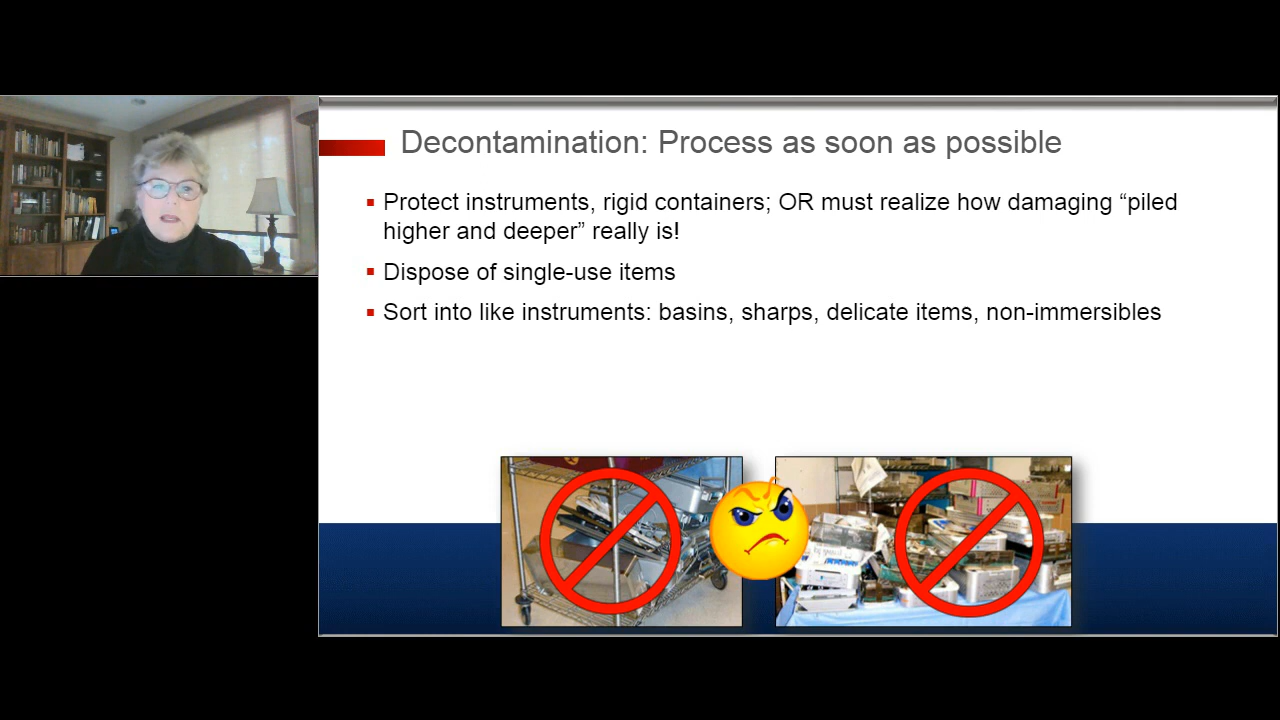 Decontamination: Process as soon as possible
Protect instruments, rigid containers; OR must realize how damaging “piled
higher and deeper” really is!
Dispose of single-use items
Sort into like instruments: basins, sharps, delicate items, non-immersibles